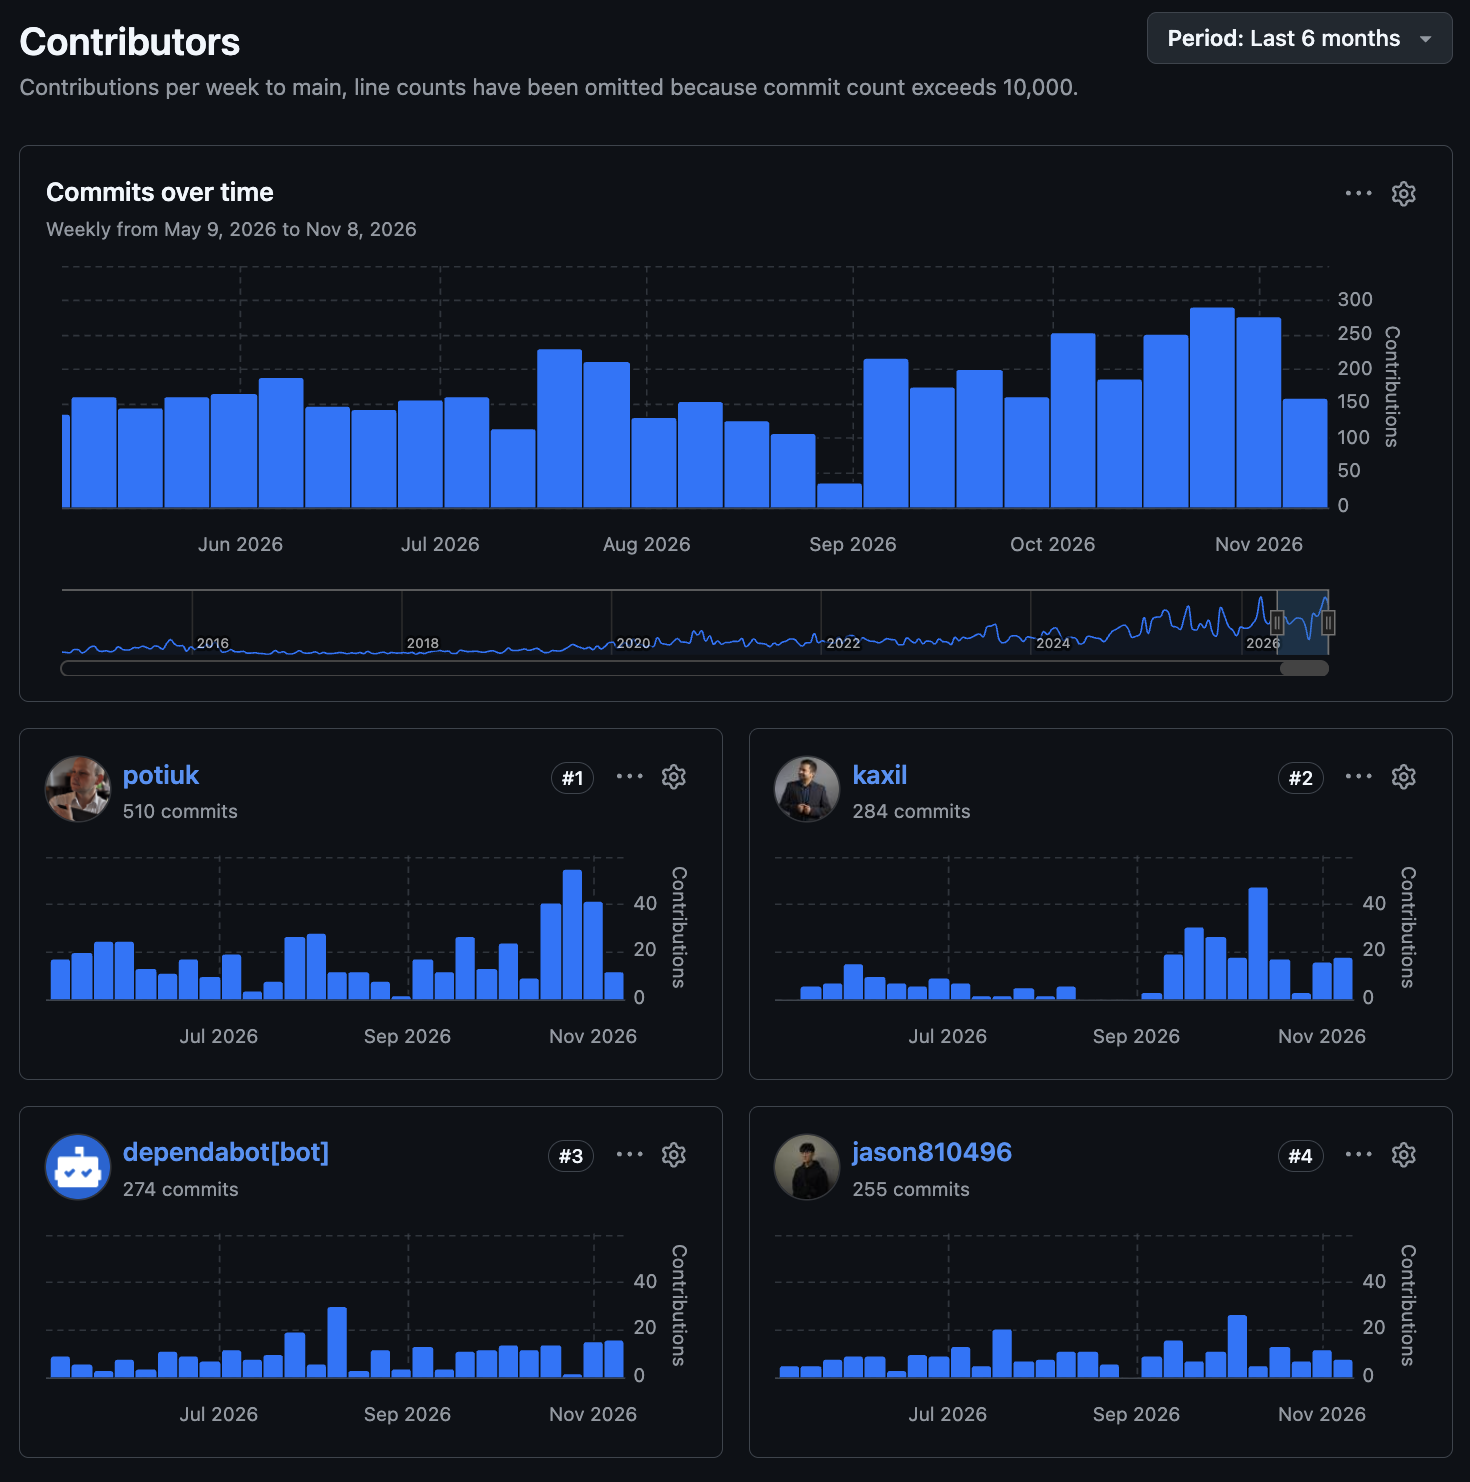 Contributors
Period: Last 6 months
Contributions per week to main, line counts have been omitted because commit count exceeds 10,000.
Commits over time
Weekly from May 9, 2026 to Nov 8, 2026
300
250
200
150
100
50
0
Contributions
Jun 2026
Jul 2026
Aug 2026
Sep 2026
Oct 2026
Nov 2026
2016
2018
2020
2022
2024
2026
potiuk
#1
510 commits
40
20
0
Contributions
Jul 2026
Sep 2026
Nov 2026
kaxil
#2
284 commits
40
20
0
Contributions
Jul 2026
Sep 2026
Nov 2026
dependabot[bot]
#3
274 commits
40
20
0
Contributions
Jul 2026
Sep 2026
Nov 2026
jason810496
#4
255 commits
40
20
0
Contributions
Jul 2026
Sep 2026
Nov 2026